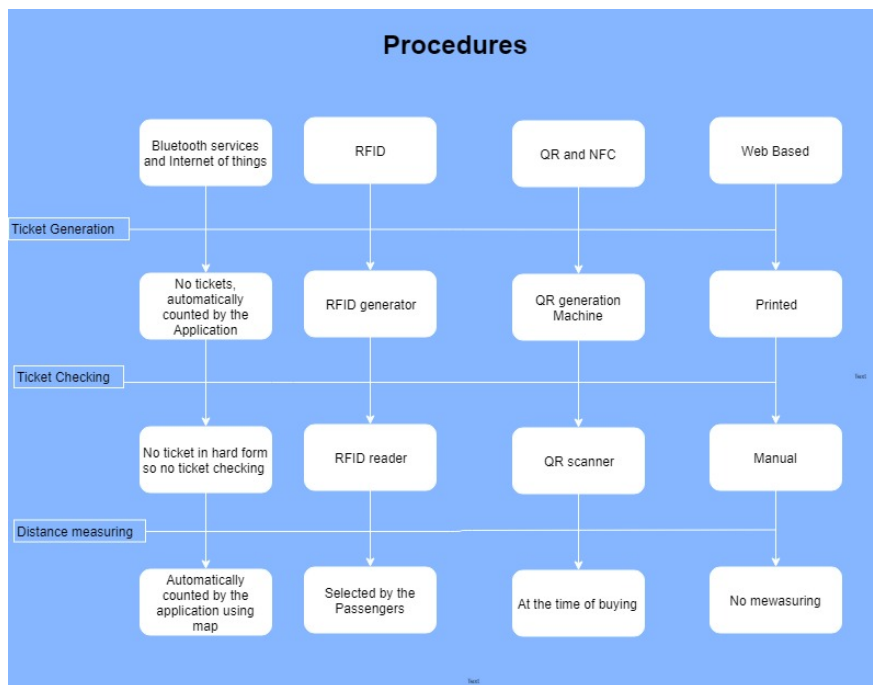 Procedures
Bluetooth services
and Internet of things
RFID
QR and NFC
Web Based
Ticket Generation
No tickets,
automatically
counted by the
Application
RFID generator
QR generation
Machine
Printed
Ticket Checking
Text
No ticket in hard form
so no ticket checking
RFID reader
QR scanner
Manual
Distance measuring
Automatically
counted by the
application using
map
Selected by the
Passengers
At the time of buying
No mewasuring
Text